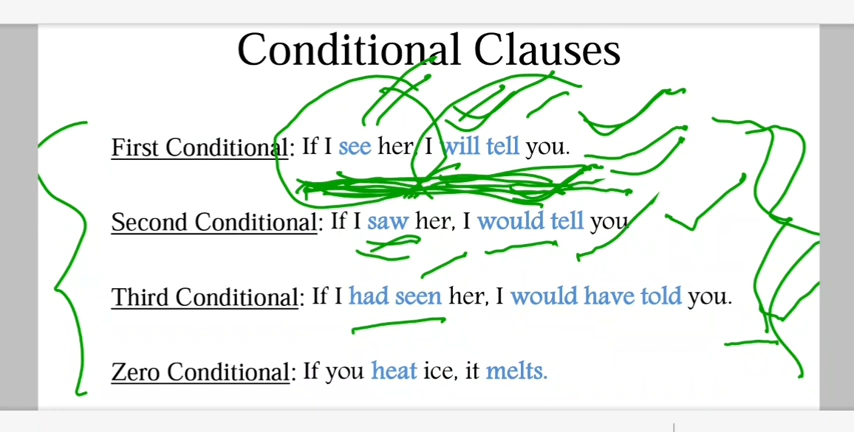 Conditional Clauses
First Conditional: If I see her, I will tell you.
Second Conditional: If I saw her, I would tell you
Third Conditional: If I had seen her, I would have told you.
Zero Conditional: If you heat ice, it melts.